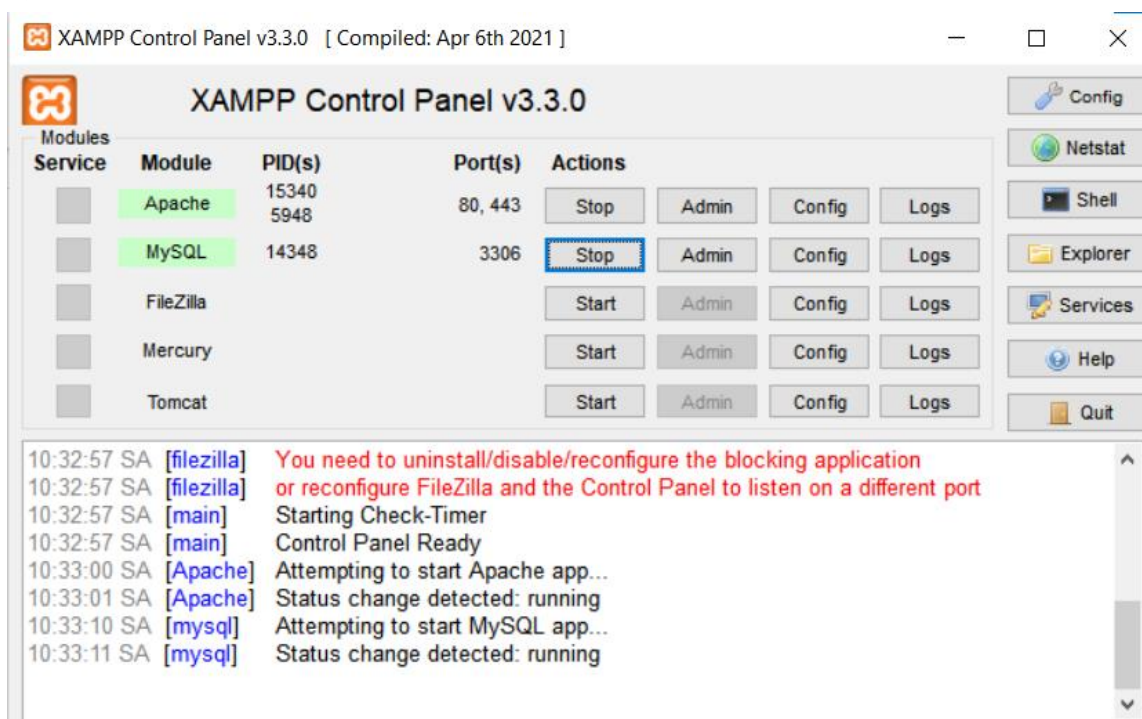 XAMPP Control Panel v3.3.0 [ Compiled: Apr 6th 2021 ]
XAMPP Control Panel v3.3.0
Config
Modules
Service Module PID(s) Port(s) Actions
Netstat
Apache 15340 5948 80, 443 Stop Admin Config Logs
Shell
MySQL 14348 3306 Stop Admin Config Logs
Explorer
FileZilla Start Admin Config Logs
Services
Mercury Start Admin Config Logs
Help
Tomcat Start Admin Config Logs
Quit
10:32:57 SA [filezilla] You need to uninstall/disable/reconfigure the blocking application
10:32:57 SA [filezilla] or reconfigure FileZilla and the Control Panel to listen on a different port
10:32:57 SA [main] Starting Check-Timer
10:32:57 SA [main] Control Panel Ready
10:33:00 SA [Apache] Attempting to start Apache app...
10:33:01 SA [Apache] Status change detected: running
10:33:10 SA [mysql] Attempting to start MySQL app...
10:33:11 SA [mysql] Status change detected: running